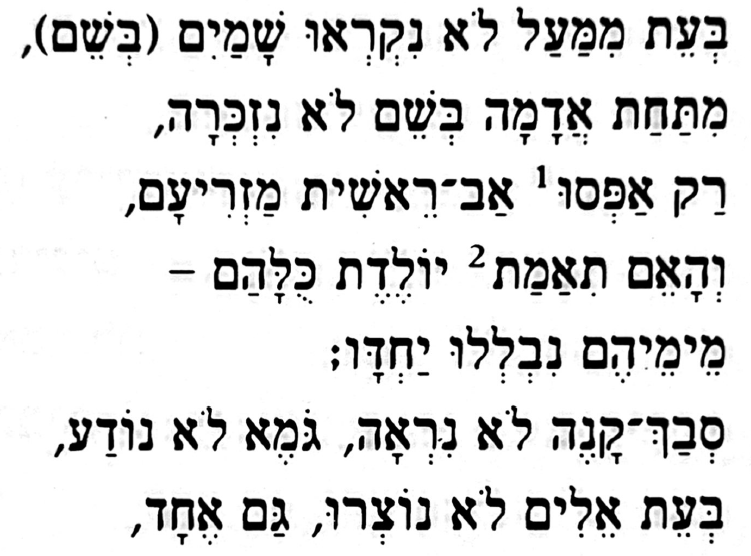 בְּעֵת מִמַּעַל לֹא נִקְרְאוּ שָׁמַיִם (בְּשֵׁם),
מִתַּחַת אֲדָמָה בְּשֵׁם לֹא נִזְכְּרָה,
רַק אַפְּסוּ¹ אַב־רֵאשִׁית מַזְרִיעָם,
וְהָאֵם תִאַמַת² יוֹלֶדֶת כֻּלָּהַם –
מֵימֵיהֶם נִבְלְלוּ יַחְדָּו;
סְבַךְ־קָנֶה לֹא נִרְאָה, גֹּמֶא לֹא נוֹדַע,
בְּעֵת אֵלִים לֹא נוֹצְרוּ, גַּם אֶחָד,